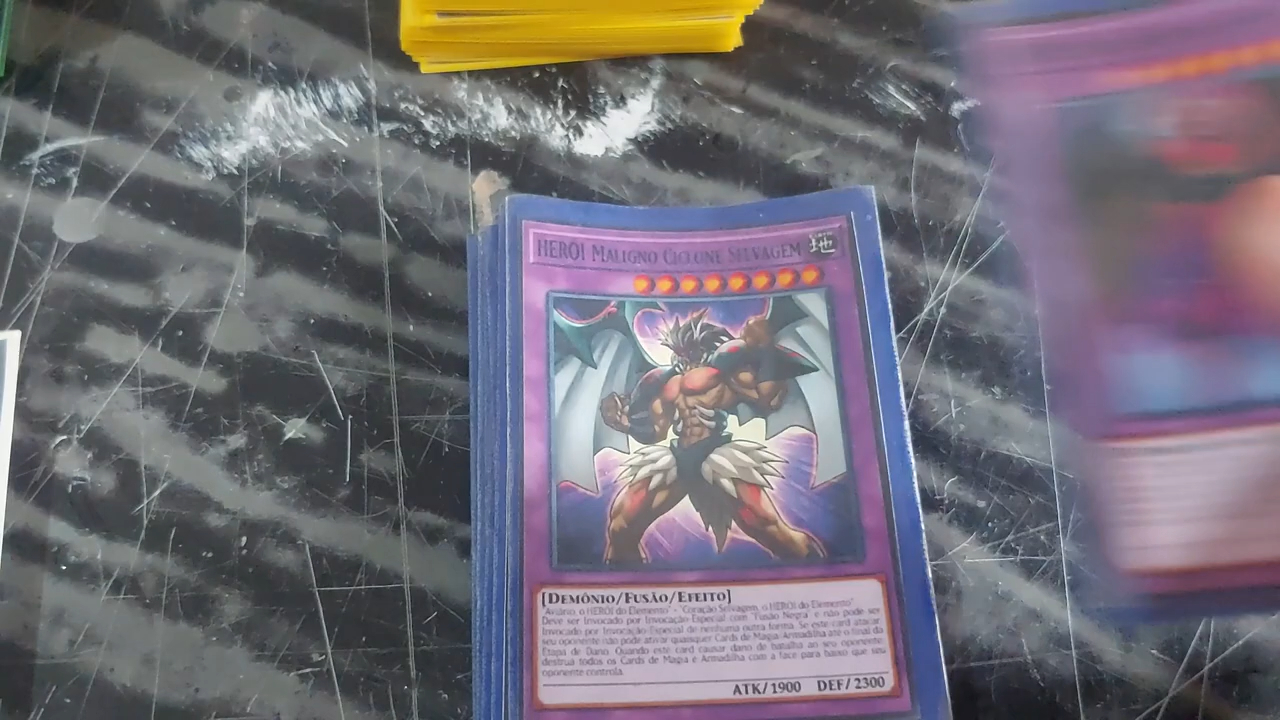 HERÓI MALIGNO CICLONE SELVAGEM
地
[DEMÔNIO/FUSÃO/EFEITO]
"Aviário, o HERÓI do Elemento" + "Coração Selvagem, o HERÓI do Elemento"
Deve ser Invocado por Invocação-Especial com "Fusão Negra" e não pode ser
Invocado por Invocação-Especial de nenhuma outra forma. Se este card atacar,
seu oponente não pode ativar quaisquer Cards de Magia/Armadilha até o final da
Etapa de Dano. Quando este card causar dano de batalha ao seu oponente:
destrua todos os Cards de Magia e Armadilha com a face para baixo que seu
oponente controla.
ATK/1900 DEF/2300